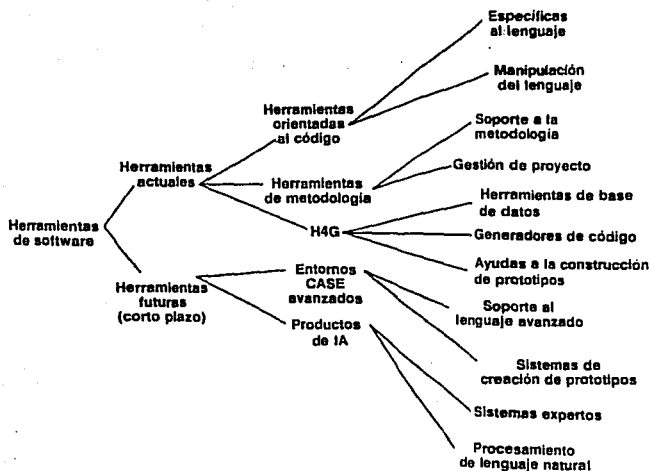 Específicas
al lenguaje
Manipulación
del lenguaje
Herramientas
orientadas
al código
Soporte a la
metodología
Herramientas
actuales
Gestión de proyecto
Herramientas
de metodología
Herramientas de base
de datos
Herramientas
de software
H4G
Generadores de código
Ayudas a la construcción
de prototipos
Entornos
CASE
avanzados
Herramientas
futuras
(corto plazo)
Soporte al
lenguaje avanzado
Productos
de IA
Sistemas de
creación de prototipos
Sistemas expertos
Procesamiento
de lenguaje natural